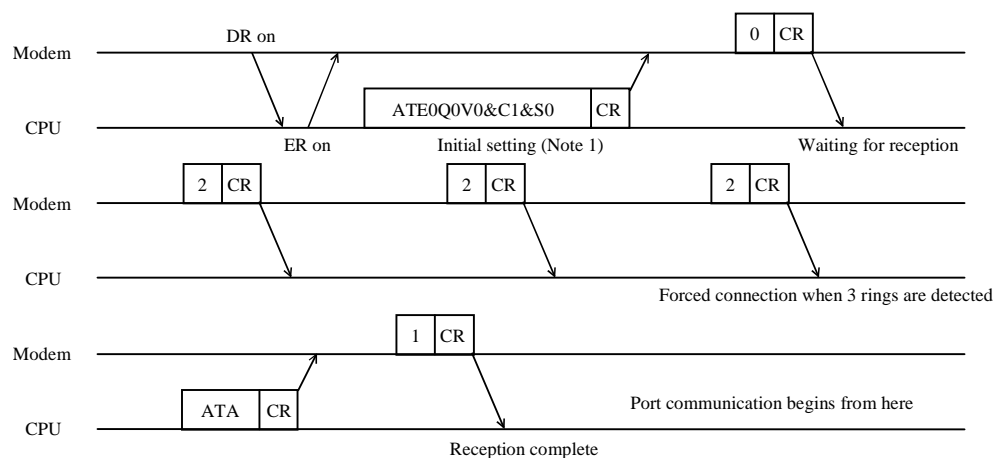 DR on
0 CR
Modem
ATE0Q0V0&C1&S0 CR
CPU
ER on Initial setting (Note 1) Waiting for reception
2 CR 2 CR 2 CR
Modem
CPU
Forced connection when 3 rings are detected
1 CR
Modem
ATA CR Port communication begins from here
CPU
Reception complete